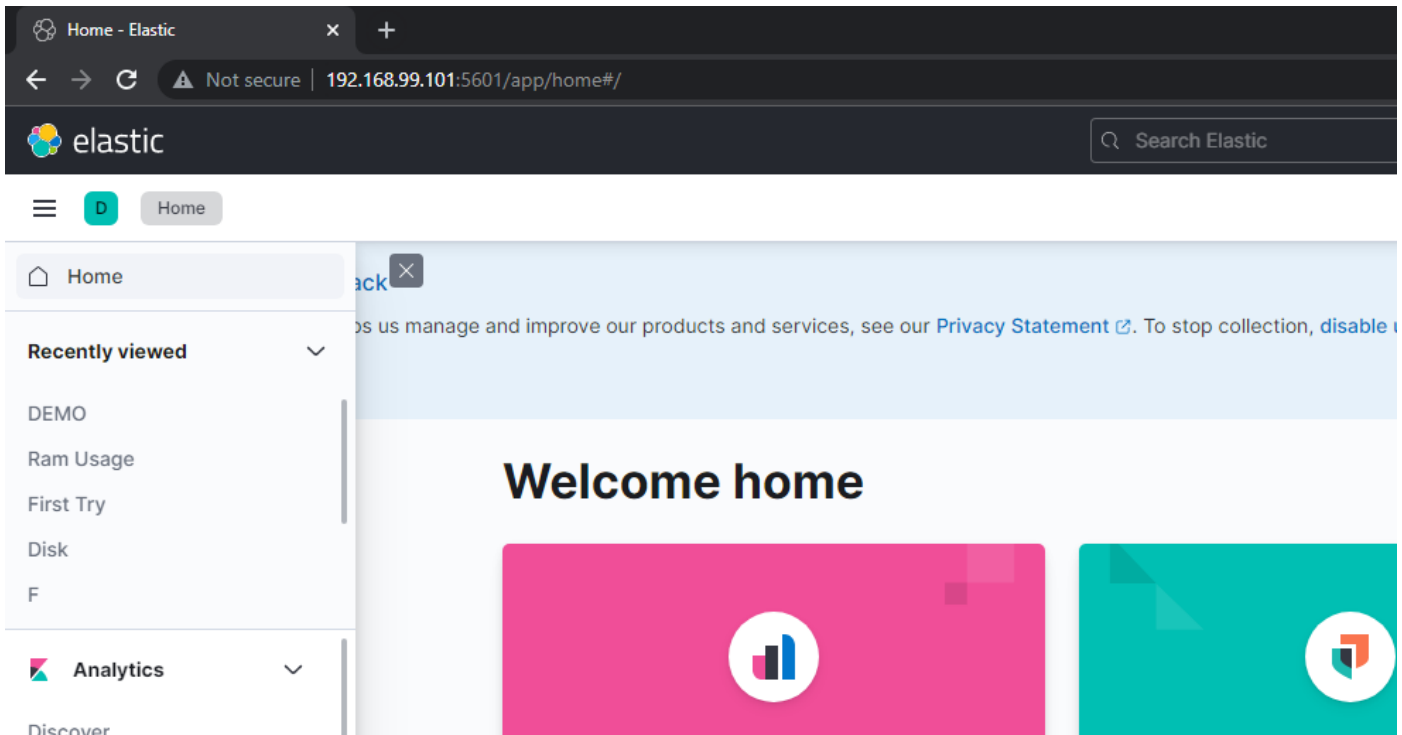 Home - Elastic
Not secure | 192.168.99.101:5601/app/home#/
elastic
Search Elastic
D Home
Home
ack
Recently viewed
us manage and improve our products and services, see our Privacy Statement. To stop collection, disable
DEMO
Ram Usage
First Try
Disk
F
Welcome home
Analytics
Discover